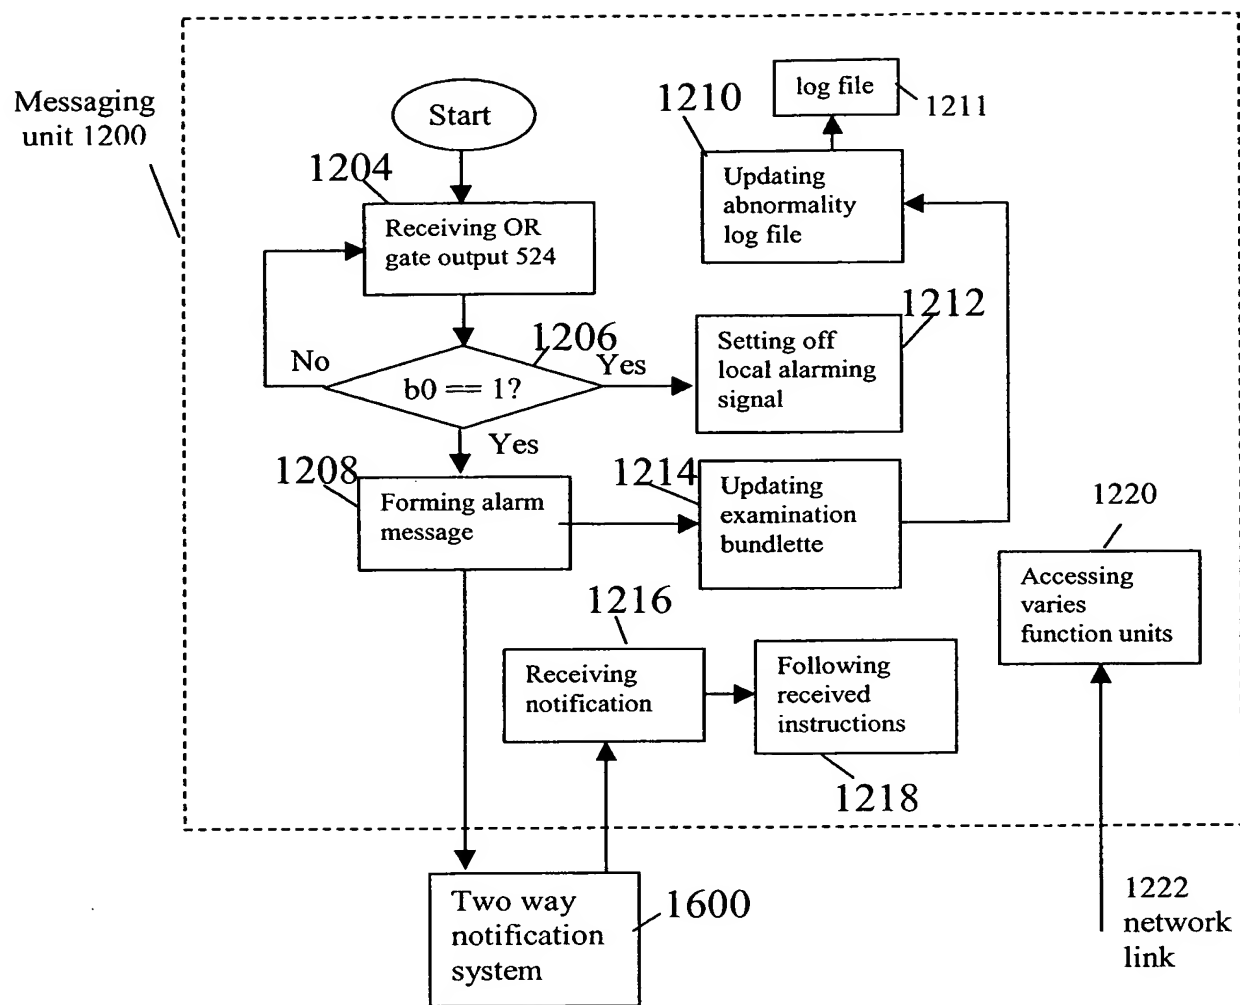 Messaging
unit 1200
Start
1204
Receiving OR
gate output 524
No
b0 == 1?
1206
Yes
Yes
1208
Forming alarm
message
log file
1211
1210
Updating
abnormality
log file
1212
Setting off
local alarming
signal
1214
Updating
examination
bundlette
1216
Receiving
notification
Following
received
instructions
1218
1220
Accessing
varies
function units
Two way
notification
system
1600
1222
network
link